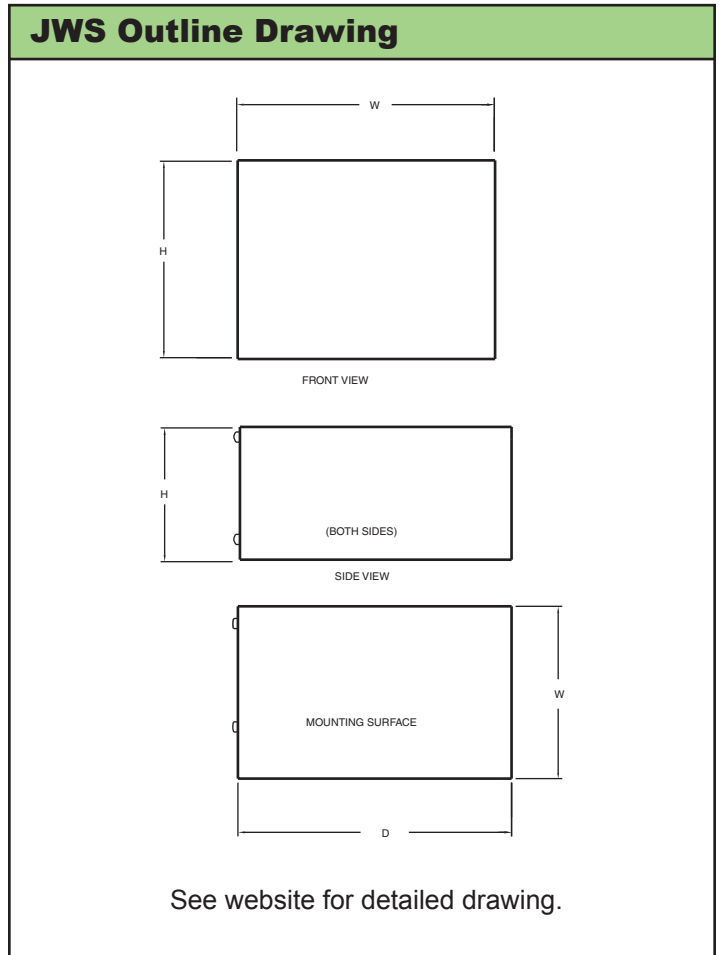 JWS Outline Drawing
W
H
FRONT VIEW
H
(BOTH SIDES)
SIDE VIEW
W
MOUNTING SURFACE
D
See website for detailed drawing.